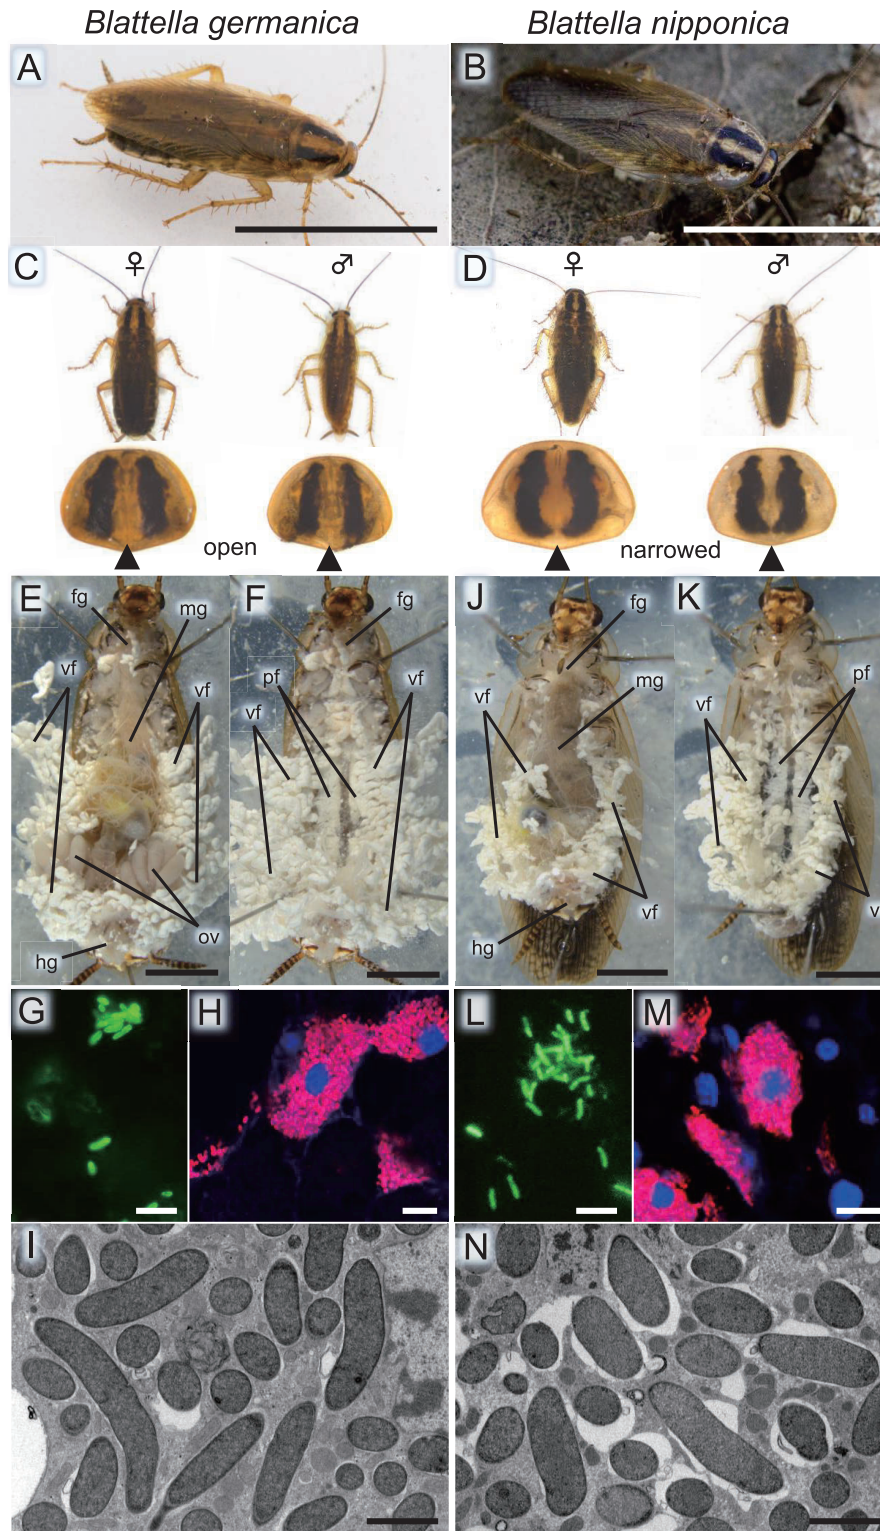 Blattella germanica
Blattella nipponica
A
B
C ♀ ♂
D ♀ ♂
open
narrowed
E fg mg vf vf ov hg
F fg pf vf vf
J fg mg vf vf hg
K pf vf v
G
H
L
M
I
N